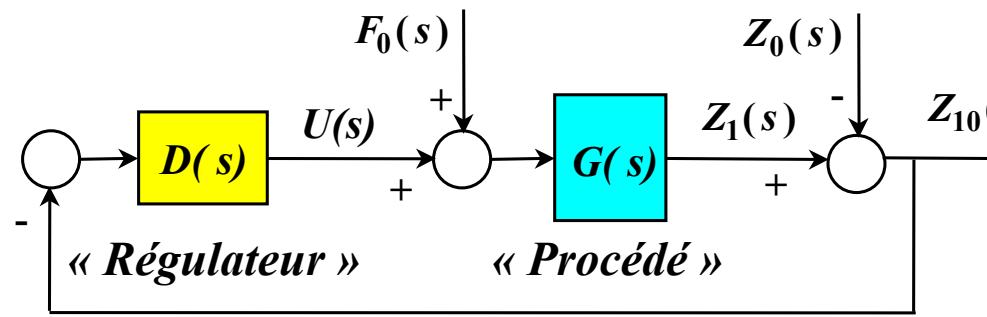 F0(s)
Z0(s)
+
-
U(s)
Z1(s)
Z10(
D(s)
G(s)
+
+
-
« Régulateur »
« Procédé »